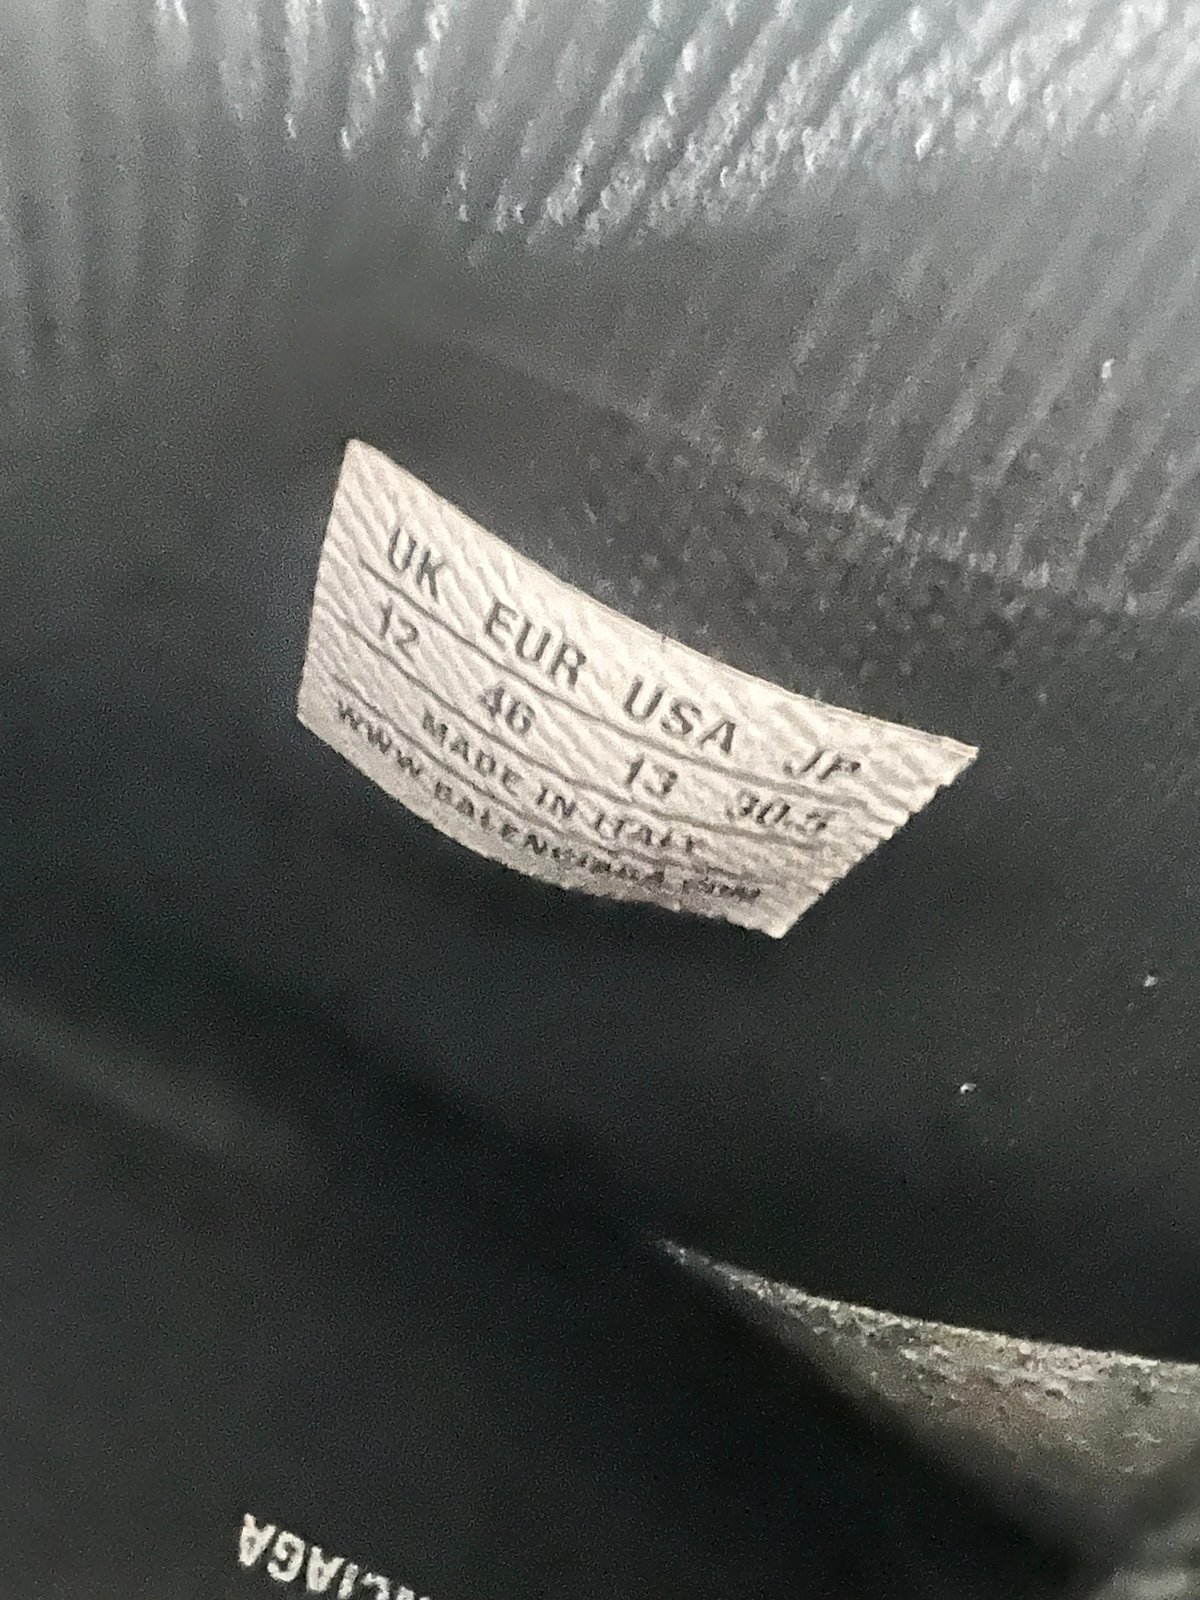 UK EUR USA JP
12 46 13 30.5
MADE IN ITALY
WWW.BALENCIAGA.COM